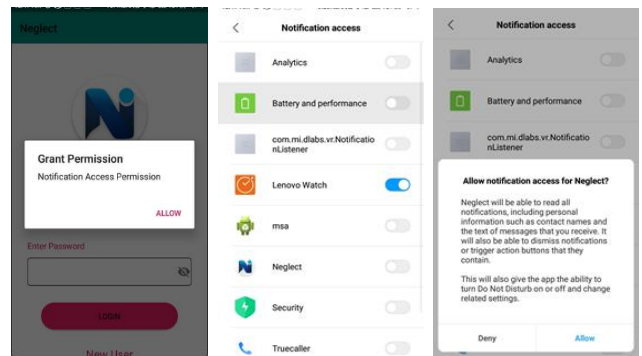 Neglect
Grant Permission
Notification Access Permission
ALLOW
Enter Password
LOGIN
New User
Notification access
Analytics
Battery and performance
com.mi.dlabs.vr.Notificatio
nListener
Lenovo Watch
msa
Neglect
Security
Truecaller
Notification access
Analytics
Battery and performance
com.mi.dlabs.vr.Notificatio
nListener
Allow notification access for Neglect?
Neglect will be able to read all
notifications, including personal
information such as contact names and
the text of messages that you receive. It
will also be able to dismiss notifications
or trigger action buttons that they
contain.
This will also give the app the ability to
turn Do Not Disturb on or off and change
related settings.
Deny
Allow